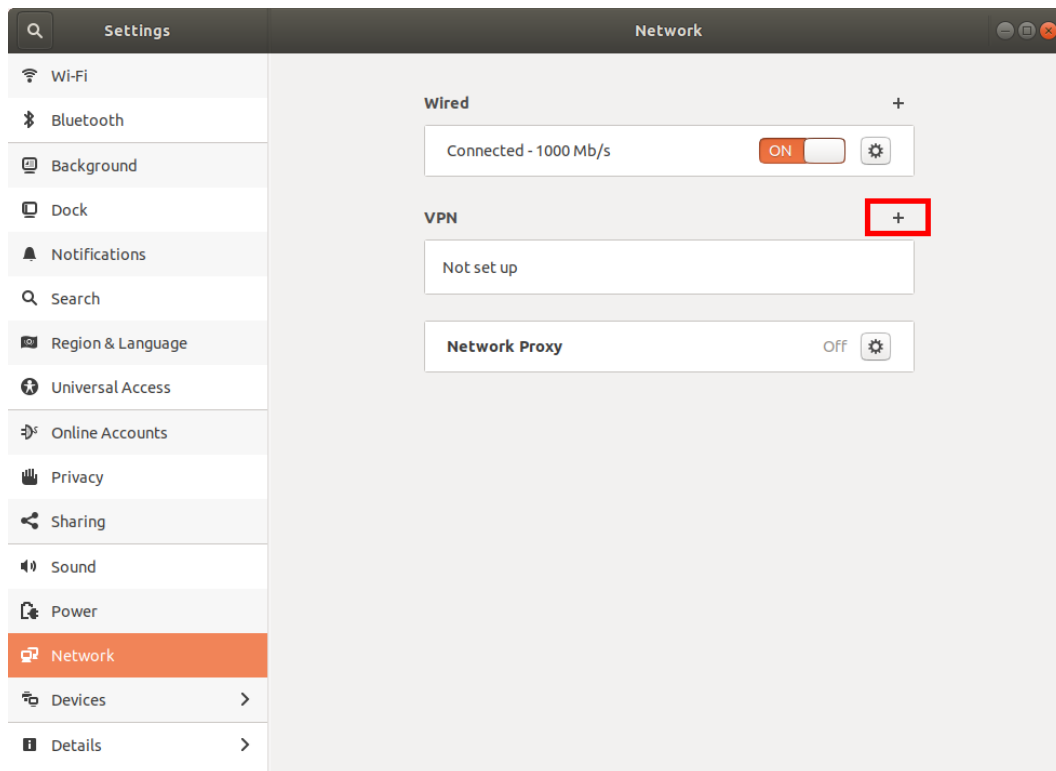 Settings
Network
Wi-Fi
Bluetooth
Background
Dock
Notifications
Search
Region & Language
Universal Access
Online Accounts
Privacy
Sharing
Sound
Power
Network
Devices
Details
Wired
+
Connected - 1000 Mb/s
ON
VPN
+
Not set up
Network Proxy
Off